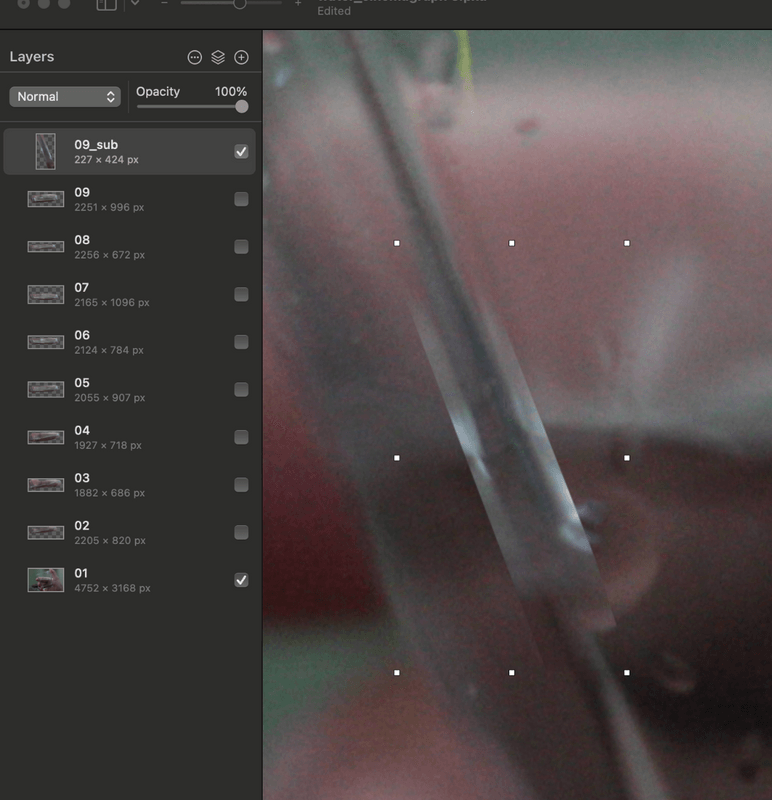 Edited
Layers
Normal
Opacity 100%
09_sub
227 × 424 px
09
2251 × 996 px
08
2256 × 672 px
07
2165 × 1096 px
06
2124 × 784 px
05
2055 × 907 px
04
1927 × 718 px
03
1882 × 686 px
02
2205 × 820 px
01
4752 × 3168 px